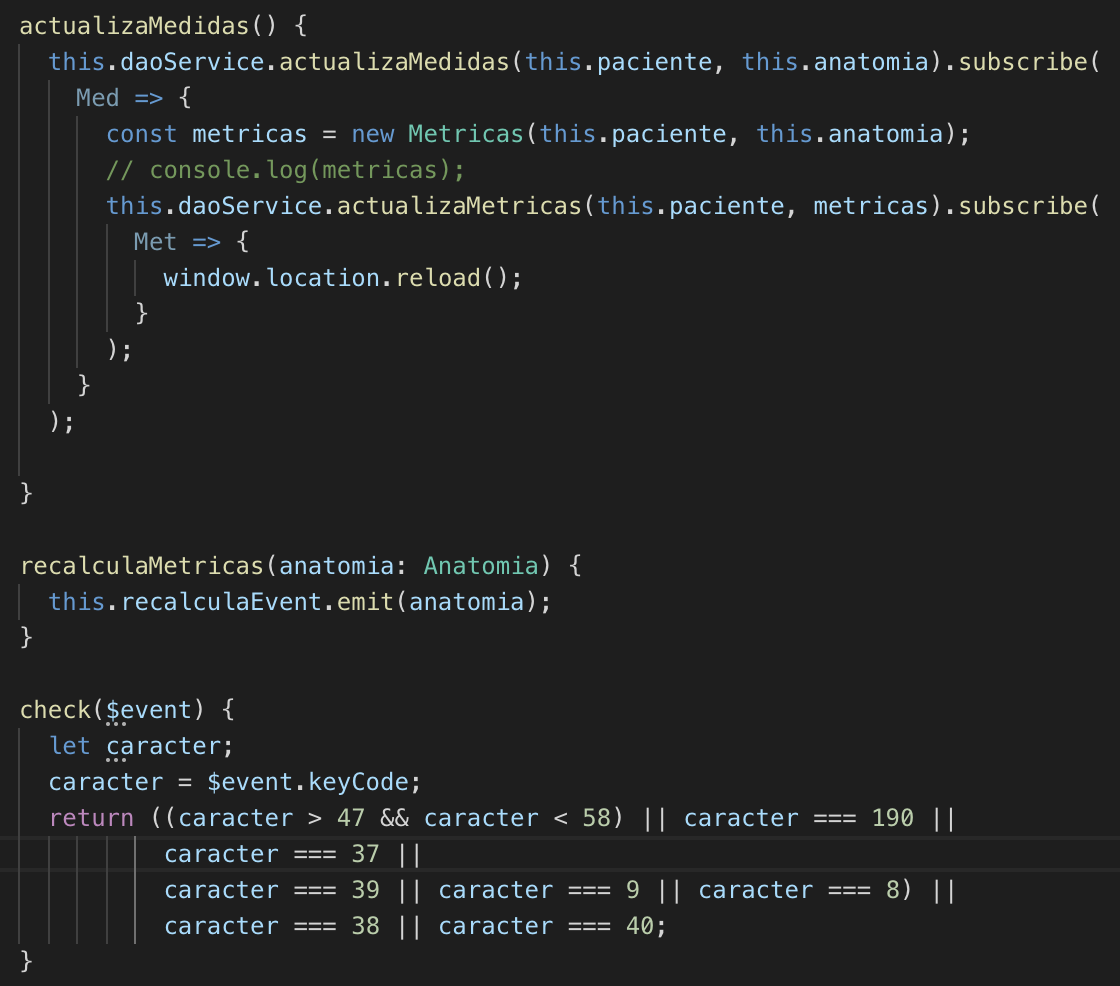 actualizaMedidas() {
this.daoService.actualizaMedidas(this.paciente, this.anatomia).subscribe(
Med => {
const metricas = new Metricas(this.paciente, this.anatomia);
// console.log(metricas);
this.daoService.actualizaMetricas(this.paciente, metricas).subscribe(
Met => {
window.location.reload();
}
);
}
);
}
recalculaMetricas(anatomia: Anatomia) {
this.recalculaEvent.emit(anatomia);
}
check($event) {
let caracter;
caracter = $event.keyCode;
return ((caracter > 47 && caracter < 58) || caracter === 190 ||
caracter === 37 ||
caracter === 39 || caracter === 9 || caracter === 8) ||
caracter === 38 || caracter === 40;
}